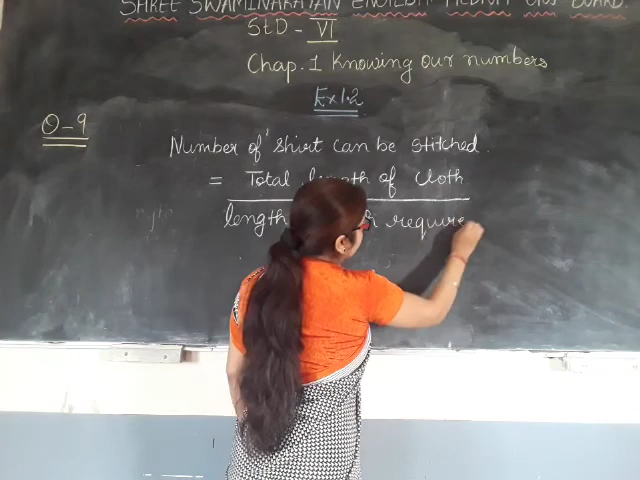 SHREE SWAMINARAYAN ENGLISH MEDIUM GUJ BOARD.
Std - VI
Chap. 1 Knowing our numbers
Ex 1.2
Q-9
Number of shirt can be stitched.
= Total length of cloth
length require